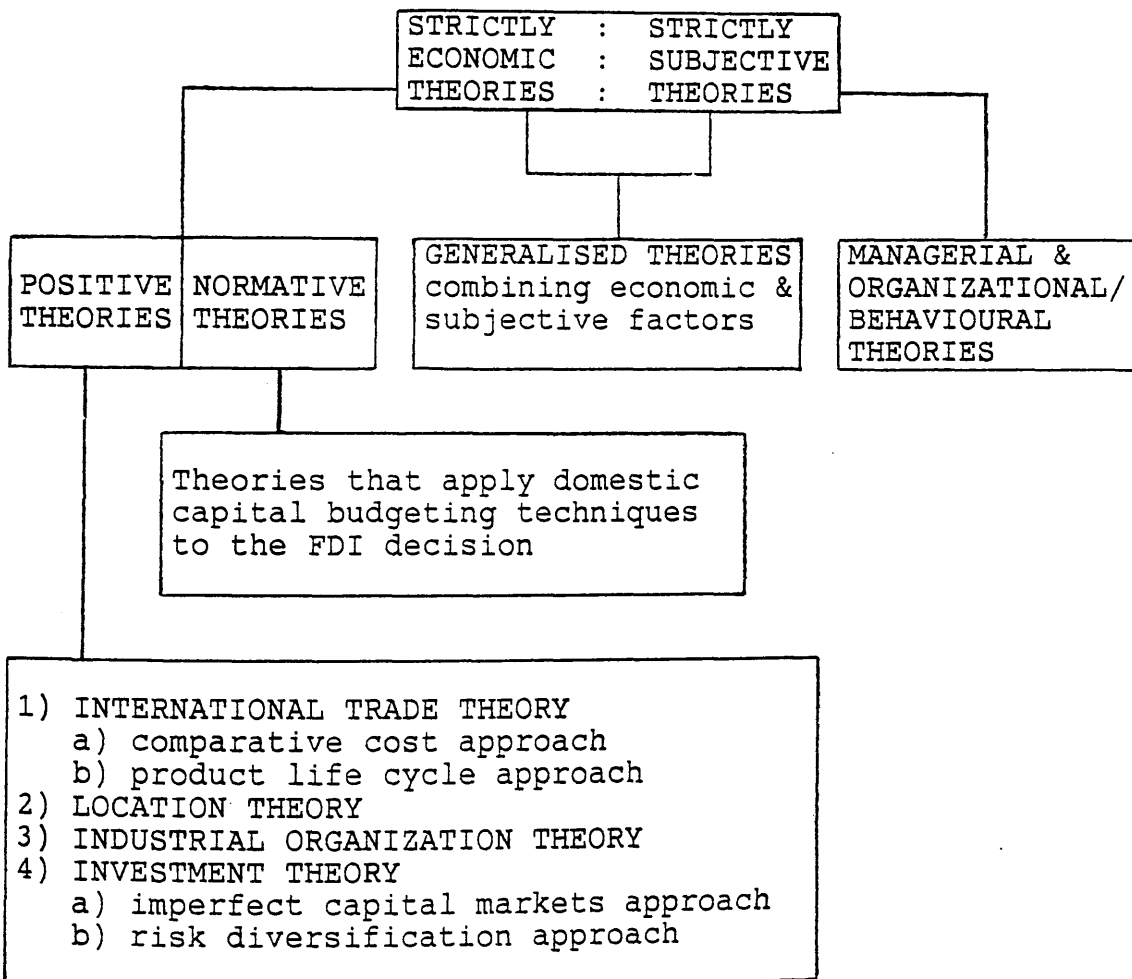 STRICTLY : STRICTLY
ECONOMIC : SUBJECTIVE
THEORIES : THEORIES
POSITIVE
THEORIES
NORMATIVE
THEORIES
GENERALISED THEORIES
combining economic &
subjective factors
MANAGERIAL &
ORGANIZATIONAL/
BEHAVIOURAL
THEORIES
Theories that apply domestic
capital budgeting techniques
to the FDI decision
1) INTERNATIONAL TRADE THEORY
a) comparative cost approach
b) product life cycle approach
2) LOCATION THEORY
3) INDUSTRIAL ORGANIZATION THEORY
4) INVESTMENT THEORY
a) imperfect capital markets approach
b) risk diversification approach